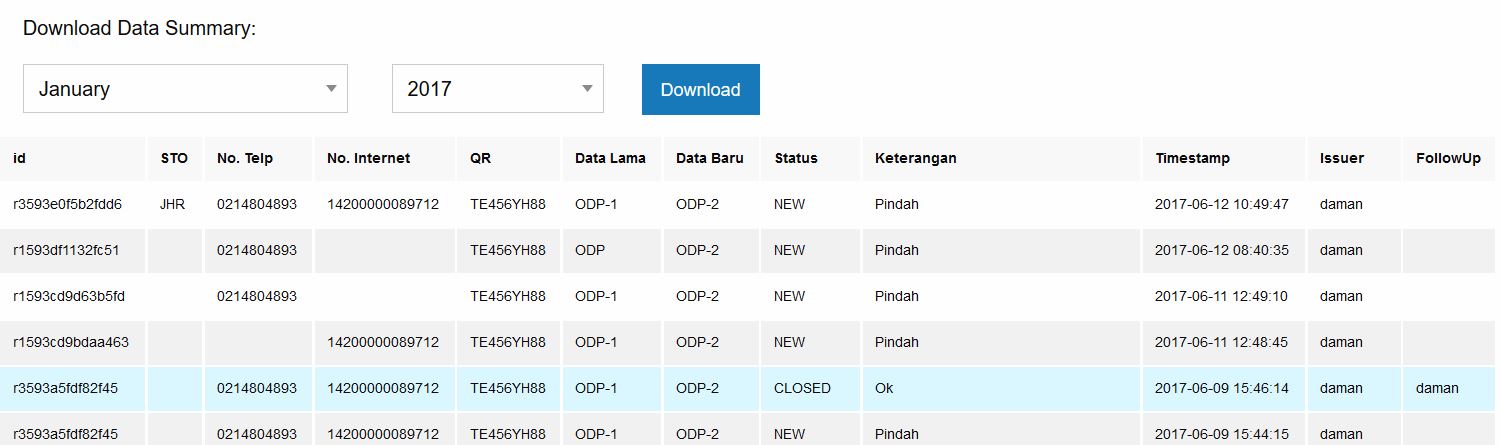 Download Data Summary:
January 2017 Download
id STO No. Telp No. Internet QR Data Lama Data Baru Status Keterangan Timestamp Issuer FollowUp
r3593e0f5b2fdd6 JHR 0214804893 14200000089712 TE456YH88 ODP-1 ODP-2 NEW Pindah 2017-06-12 10:49:47 daman
r1593df1132fc51 0214804893 TE456YH88 ODP ODP-2 NEW Pindah 2017-06-12 08:40:35 daman
r1593cd9d63b5fd 0214804893 TE456YH88 ODP-1 ODP-2 NEW Pindah 2017-06-11 12:49:10 daman
r1593cd9bdaa463 14200000089712 TE456YH88 ODP-1 ODP-2 NEW Pindah 2017-06-11 12:48:45 daman
r3593a5fdf82f45 0214804893 14200000089712 TE456YH88 ODP-1 ODP-2 CLOSED Ok 2017-06-09 15:46:14 daman daman
r3593a5fdf82f45 0214804893 14200000089712 TE456YH88 ODP-1 ODP-2 NEW Pindah 2017-06-09 15:44:15 daman